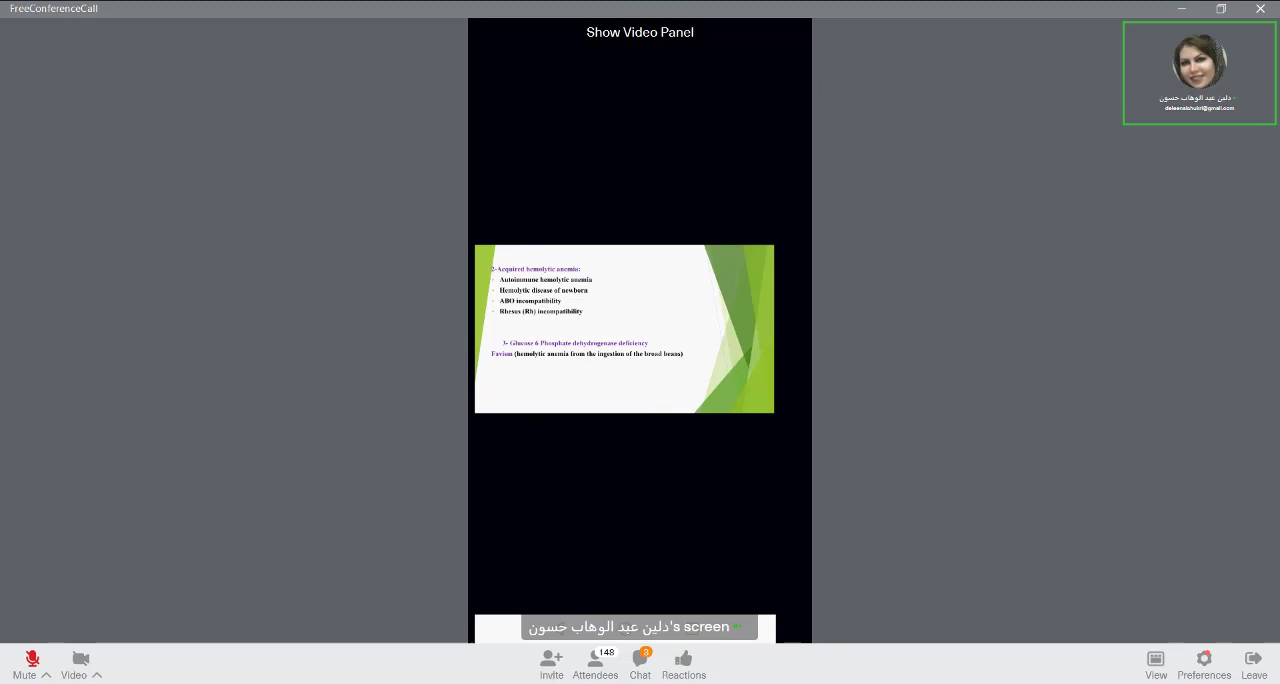 FreeConferenceCall
Show Video Panel
دلين عبد الوهاب حسون
deleenalshukri@gmail.com
2-Acquired hemolytic anemia:
Autoimmune hemolytic anemia
Hemolytic disease of newborn
ABO incompatibility
Rhesus (Rh) incompatibility
3- Glucose 6 Phosphate dehydrogenase deficiency
Favism (hemolytic anemia from the ingestion of the broad beans)
دلين عبد الوهاب حسون's screen
148
3
Mute
Video
Invite
Attendees
Chat
Reactions
View
Preferences
Leave